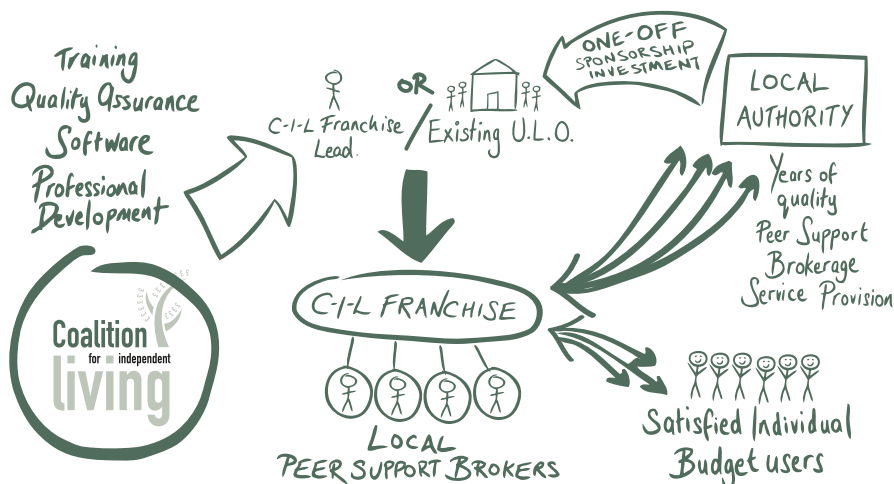 Training
Quality Assurance
Software
Professional
Development
Coalition
for independent
living
C-I-L Franchise
Lead.
OR
Existing U.L.O.
ONE-OFF
SPONSORSHIP
INVESTMENT
LOCAL
AUTHORITY
Years of
quality
Peer Support
Brokerage
Service Provision
C-I-L FRANCHISE
LOCAL
PEER SUPPORT BROKERS
Satisfied Individual
Budget users